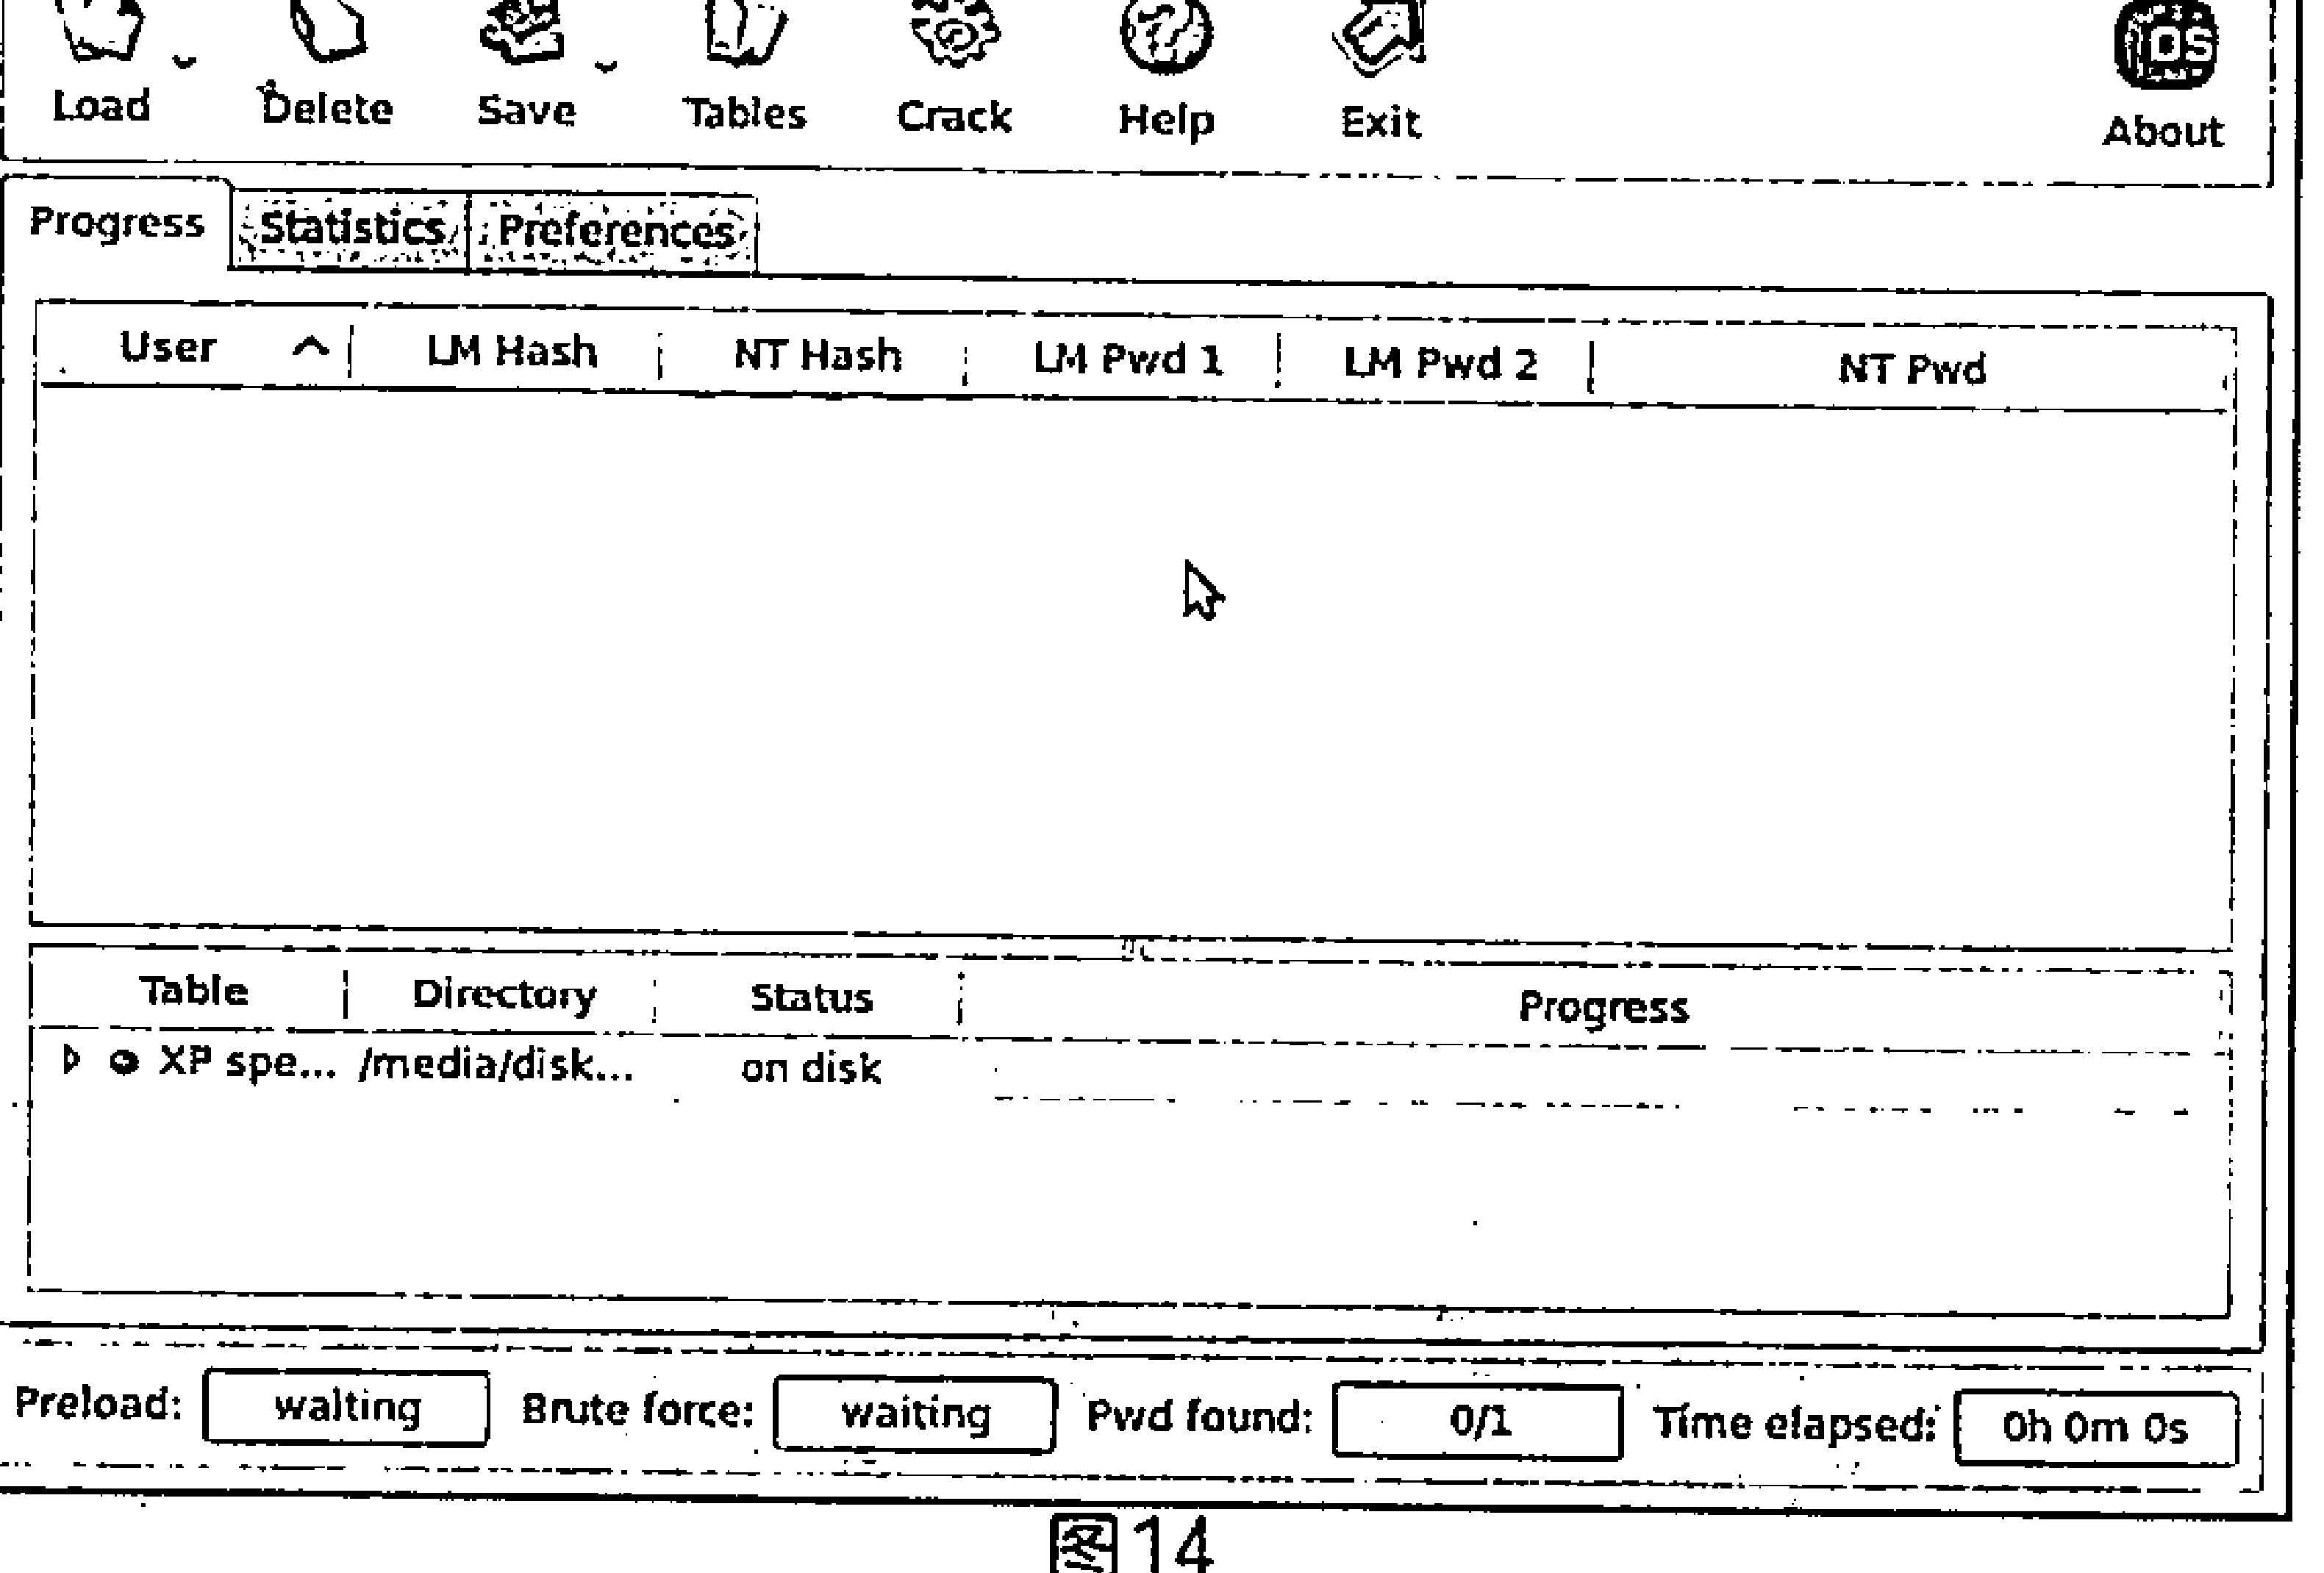 OS
Load Delete Save Tables Crack Help Exit About
Progress Statistics Preferences
User LM Hash NT Hash LM Pwd 1 LM Pwd 2 NT Pwd
Table Directory Status Progress
XP spe... /media/disk... on disk
Preload: waiting Brute force: waiting Pwd found: 0/1 Time elapsed: 0h 0m 0s
图14